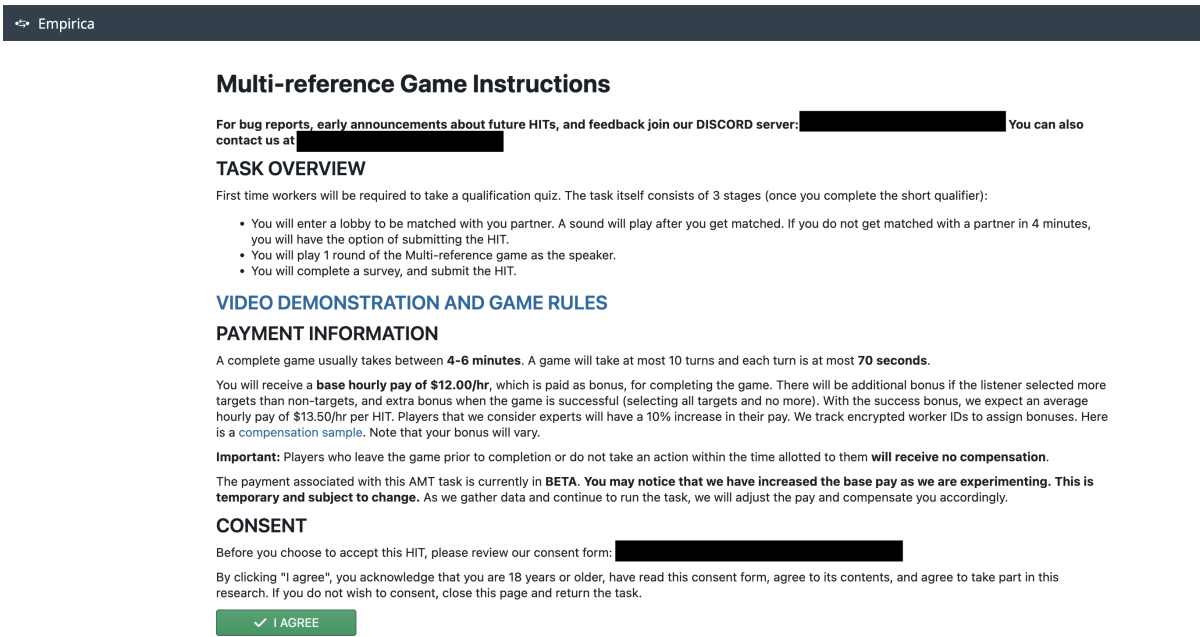 Empirica
Multi-reference Game Instructions
For bug reports, early announcements about future HITs, and feedback join our DISCORD server: You can also
contact us at
TASK OVERVIEW
First time workers will be required to take a qualification quiz. The task itself consists of 3 stages (once you complete the short qualifier):
• You will enter a lobby to be matched with you partner. A sound will play after you get matched. If you do not get matched with a partner in 4 minutes,
you will have the option of submitting the HIT.
• You will play 1 round of the Multi-reference game as the speaker.
• You will complete a survey, and submit the HIT.
VIDEO DEMONSTRATION AND GAME RULES
PAYMENT INFORMATION
A complete game usually takes between 4-6 minutes. A game will take at most 10 turns and each turn is at most 70 seconds.
You will receive a base hourly pay of $12.00/hr, which is paid as bonus, for completing the game. There will be additional bonus if the listener selected more
targets than non-targets, and extra bonus when the game is successful (selecting all targets and no more). With the success bonus, we expect an average
hourly pay of $13.50/hr per HIT. Players that we consider experts will have a 10% increase in their pay. We track encrypted worker IDs to assign bonuses. Here
is a compensation sample. Note that your bonus will vary.
Important: Players who leave the game prior to completion or do not take an action within the time allotted to them will receive no compensation.
The payment associated with this AMT task is currently in BETA. You may notice that we have increased the base pay as we are experimenting. This is
temporary and subject to change. As we gather data and continue to run the task, we will adjust the pay and compensate you accordingly.
CONSENT
Before you choose to accept this HIT, please review our consent form:
By clicking "I agree", you acknowledge that you are 18 years or older, have read this consent form, agree to its contents, and agree to take part in this
research. If you do not wish to consent, close this page and return the task.
I AGREE